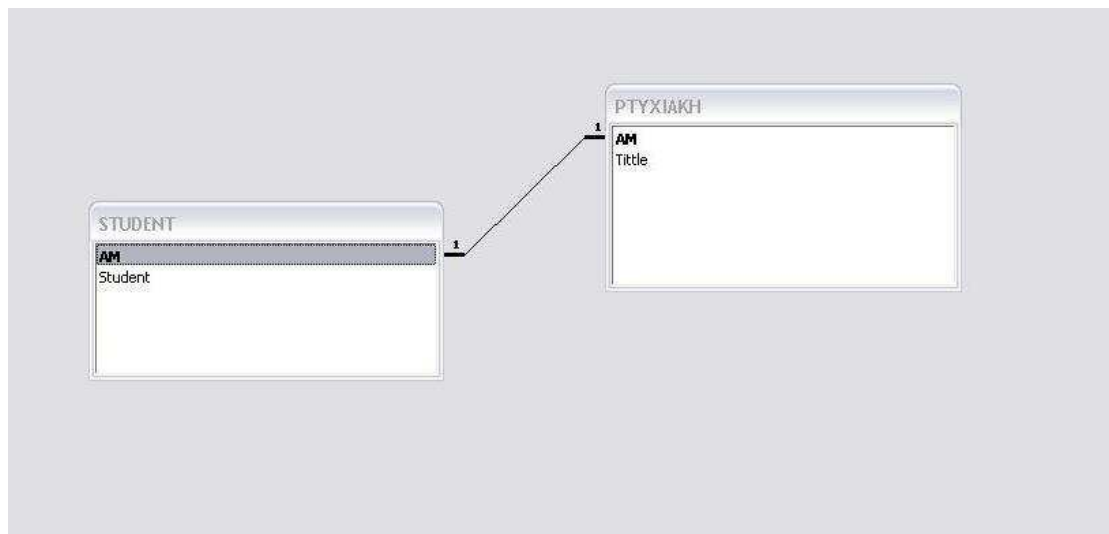 PTYXIAKH
1
AM
Tittle
STUDENT
1
AM
Student